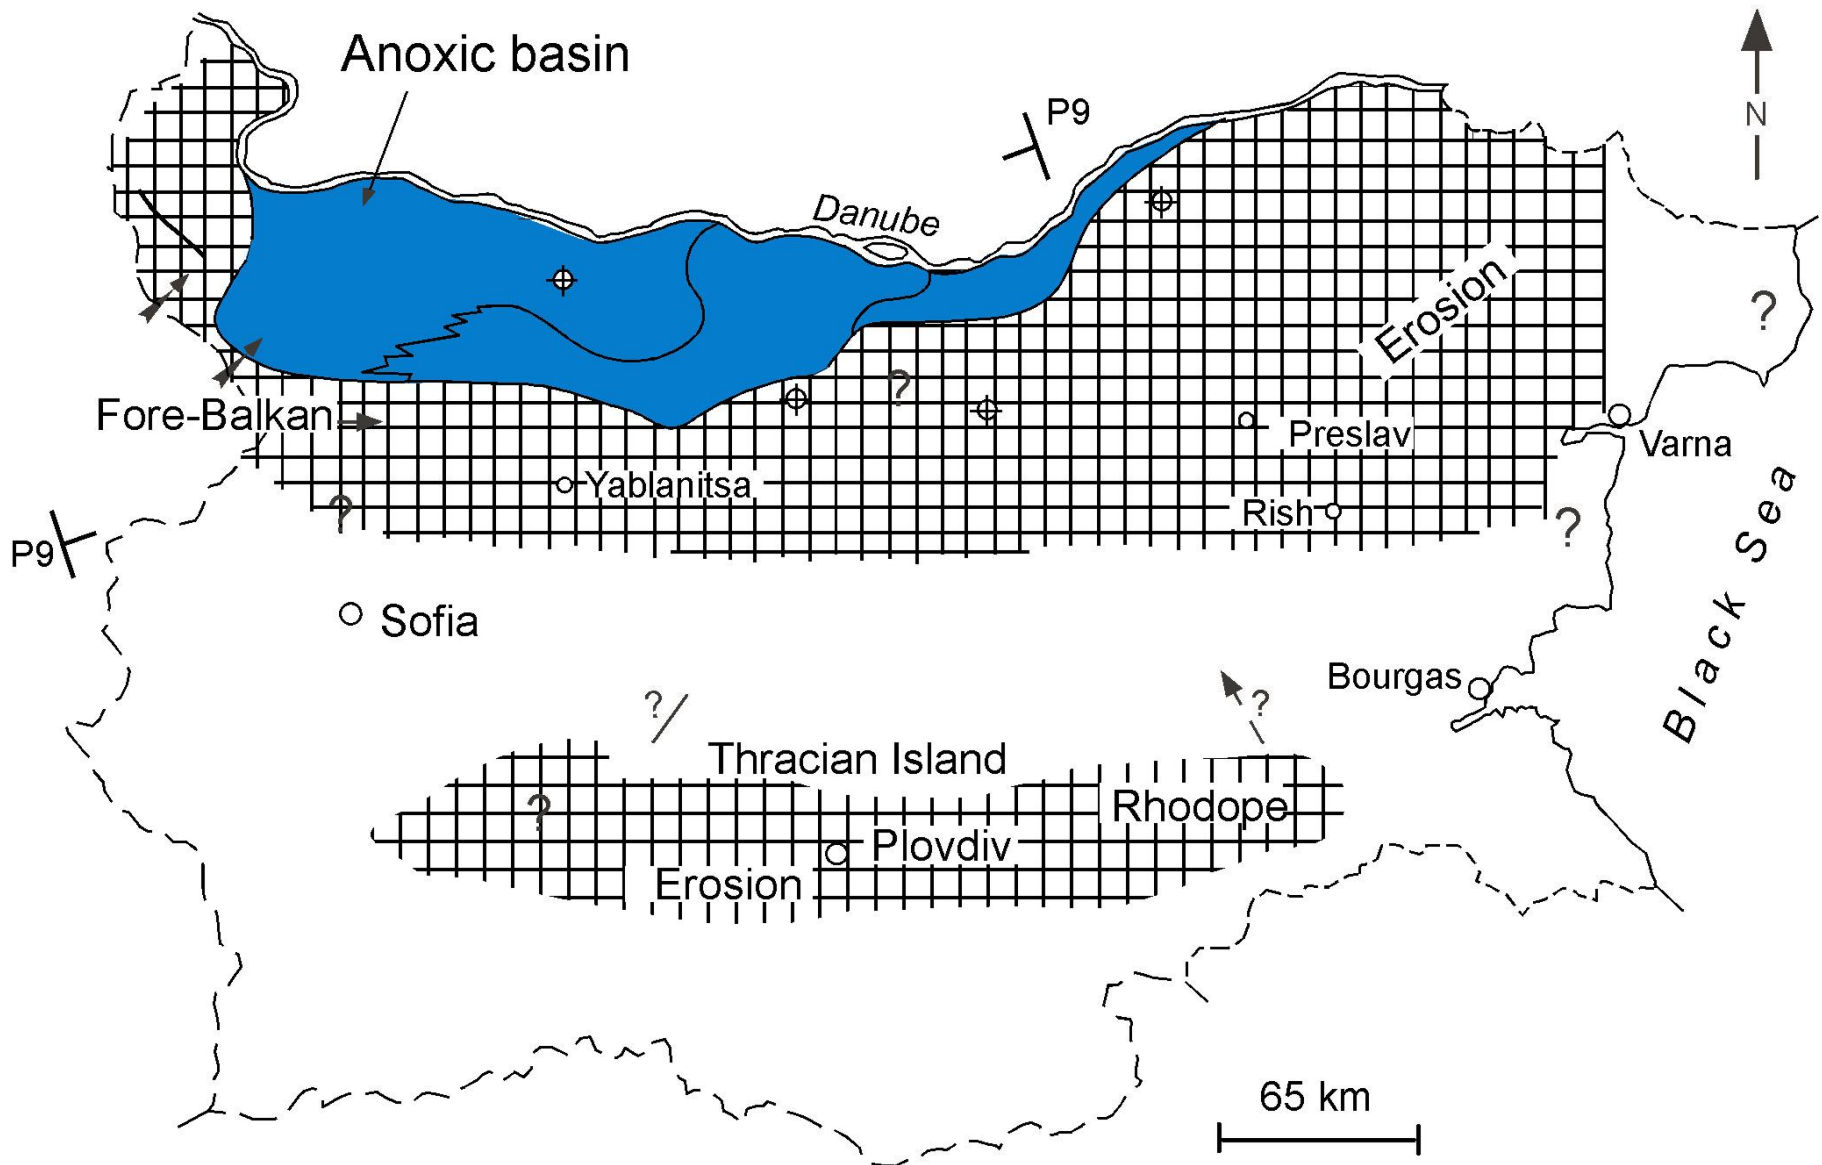 Anoxic basin
P9
N
Danube
Erosion
?
Fore-Balkan
?
Preslav
Varna
Yablanitsa
?
Rish
?
P9
Sofia
Black Sea
Bourgas
?
?
Thracian Island
?
Rhodope
Plovdiv
Erosion
65 km